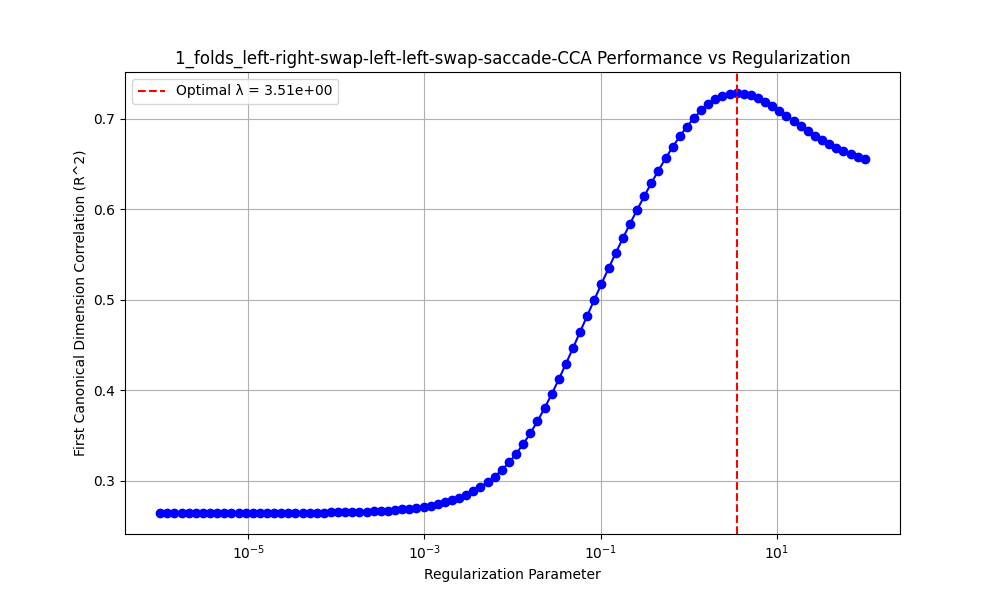 1_folds_left-right-swap-left-left-swap-saccade-CCA Performance vs Regularization
Optimal λ = 3.51e+00
First Canonical Dimension Correlation (R^2)
0.7
0.6
0.5
0.4
0.3
10⁻⁵
10⁻³
10⁻¹
10¹
Regularization Parameter